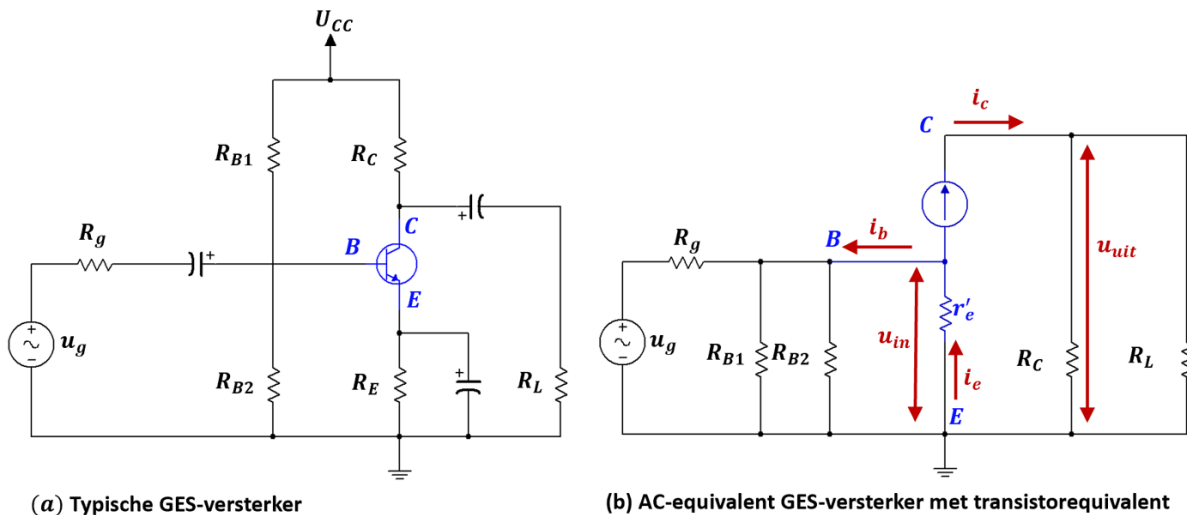 U_CC
R_B1
R_C
R_g
B
C
E
u_g
+
~
−
+
+
+
R_B2
R_E
R_L
(a) Typische GES-versterker
i_c
C
R_g
B
i_b
u_uit
r'_e
u_g
+
~
−
u_in
R_B1
R_B2
i_e
R_C
R_L
E
(b) AC-equivalent GES-versterker met transistorequivalent